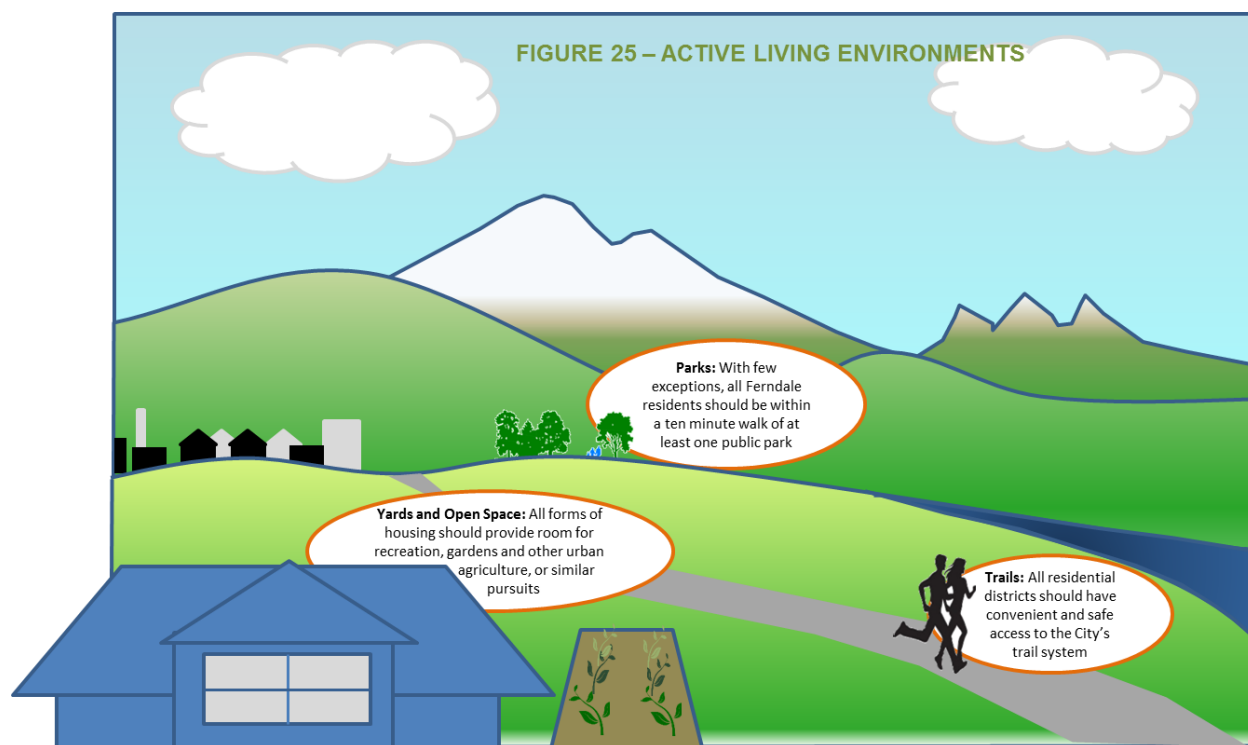 FIGURE 25 – ACTIVE LIVING ENVIRONMENTS
Parks: With few
exceptions, all Ferndale
residents should be within
a ten minute walk of at
least one public park
Yards and Open Space: All forms of
housing should provide room for
recreation, gardens and other urban
agriculture, or similar
pursuits
Trails: All residential
districts should have
convenient and safe
access to the City's
trail system